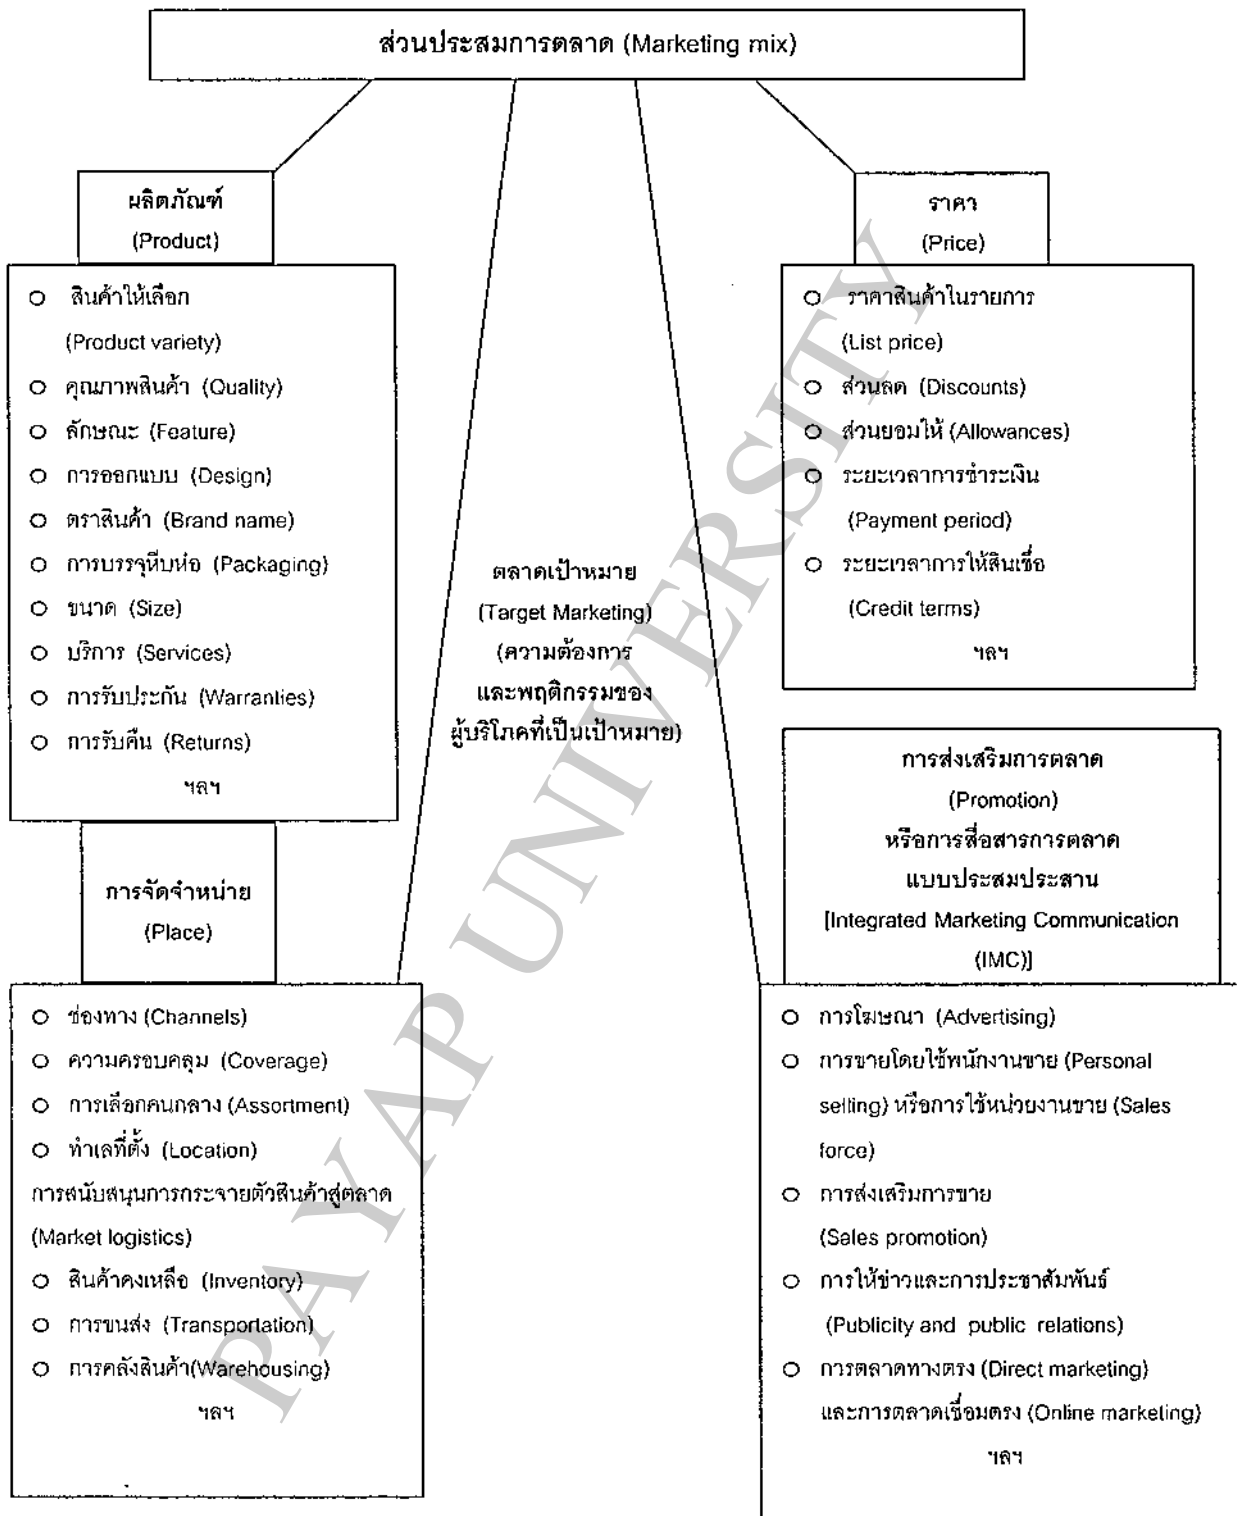 ส่วนประสมการตลาด (Marketing mix)
ผลิตภัณฑ์
(Product)
○ สินค้าให้เลือก
(Product variety)
○ คุณภาพสินค้า (Quality)
○ ลักษณะ (Feature)
○ การออกแบบ (Design)
○ ตราสินค้า (Brand name)
○ การบรรจุหีบห่อ (Packaging)
○ ขนาด (Size)
○ บริการ (Services)
○ การรับประกัน (Warranties)
○ การรับคืน (Returns)
ฯลฯ
ราคา
(Price)
○ ราคาสินค้าในรายการ
(List price)
○ ส่วนลด (Discounts)
○ ส่วนยอมให้ (Allowances)
○ ระยะเวลาการชำระเงิน
(Payment period)
○ ระยะเวลาการให้สินเชื่อ
(Credit terms)
ฯลฯ
ตลาดเป้าหมาย
(Target Marketing)
(ความต้องการ
และพฤติกรรมของ
ผู้บริโภคที่เป็นเป้าหมาย)
การจัดจำหน่าย
(Place)
○ ช่องทาง (Channels)
○ ความครอบคลุม (Coverage)
○ การเลือกคนกลาง (Assortment)
○ ทำเลที่ตั้ง (Location)
การสนับสนุนการกระจายตัวสินค้าสู่ตลาด
(Market logistics)
○ สินค้าคงเหลือ (Inventory)
○ การขนส่ง (Transportation)
○ การคลังสินค้า(Warehousing)
ฯลฯ
การส่งเสริมการตลาด
(Promotion)
หรือการสื่อสารการตลาด
แบบประสมประสาน
[Integrated Marketing Communication
(IMC)]
○ การโฆษณา (Advertising)
○ การขายโดยใช้พนักงานขาย (Personal
selling) หรือการใช้หน่วยงานขาย (Sales
force)
○ การส่งเสริมการขาย
(Sales promotion)
○ การให้ข่าวและการประชาสัมพันธ์
(Publicity and public relations)
○ การตลาดทางตรง (Direct marketing)
และการตลาดเชื่อมตรง (Online marketing)
ฯลฯ
PAYAP UNIVERSITY